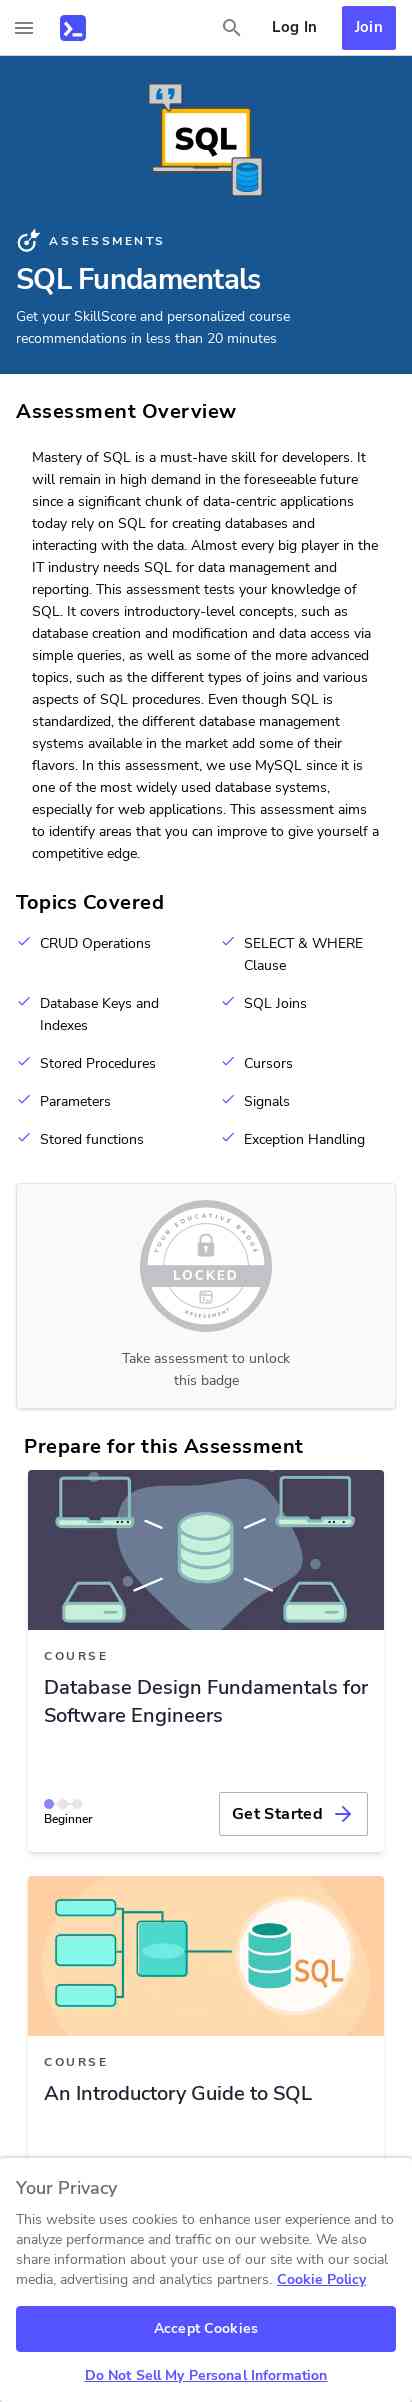 Log In
Join
SQL
ASSESSMENTS
SQL Fundamentals
Get your SkillScore and personalized course
recommendations in less than 20 minutes
Assessment Overview
Mastery of SQL is a must-have skill for developers. It
will remain in high demand in the foreseeable future
since a significant chunk of data-centric applications
today rely on SQL for creating databases and
interacting with the data. Almost every big player in the
IT industry needs SQL for data management and
reporting. This assessment tests your knowledge of
SQL. It covers introductory-level concepts, such as
database creation and modification and data access via
simple queries, as well as some of the more advanced
topics, such as the different types of joins and various
aspects of SQL procedures. Even though SQL is
standardized, the different database management
systems available in the market add some of their
flavors. In this assessment, we use MySQL since it is
one of the most widely used database systems,
especially for web applications. This assessment aims
to identify areas that you can improve to give yourself a
competitive edge.
Topics Covered
CRUD Operations
SELECT & WHERE
Clause
Database Keys and
Indexes
SQL Joins
Stored Procedures
Cursors
Parameters
Signals
Stored functions
Exception Handling
YOUR EDUCATIVE BADGE
LOCKED
ASSESSMENT
Take assessment to unlock
this badge
Prepare for this Assessment
COURSE
Database Design Fundamentals for
Software Engineers
Beginner
Get Started
SQL
COURSE
An Introductory Guide to SQL
Your Privacy
This website uses cookies to enhance user experience and to
analyze performance and traffic on our website. We also
share information about your use of our site with our social
media, advertising and analytics partners. Cookie Policy
Accept Cookies
Do Not Sell My Personal Information